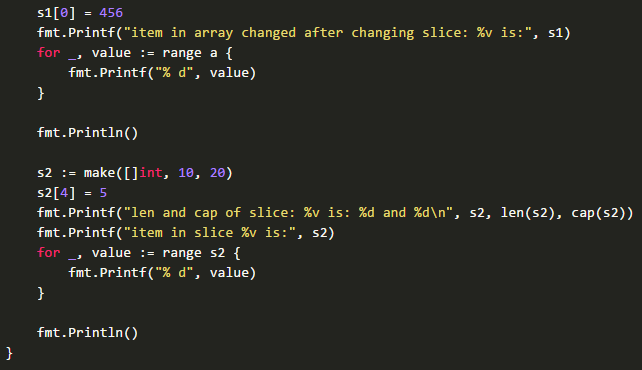 s1[0] = 456
fmt.Printf("item in array changed after changing slice: %v is:", s1)
for _, value := range a {
fmt.Printf("% d", value)
}
fmt.Println()
s2 := make([]int, 10, 20)
s2[4] = 5
fmt.Printf("len and cap of slice: %v is: %d and %d\n", s2, len(s2), cap(s2))
fmt.Printf("item in slice %v is:", s2)
for _, value := range s2 {
fmt.Printf("% d", value)
}
fmt.Println()
}